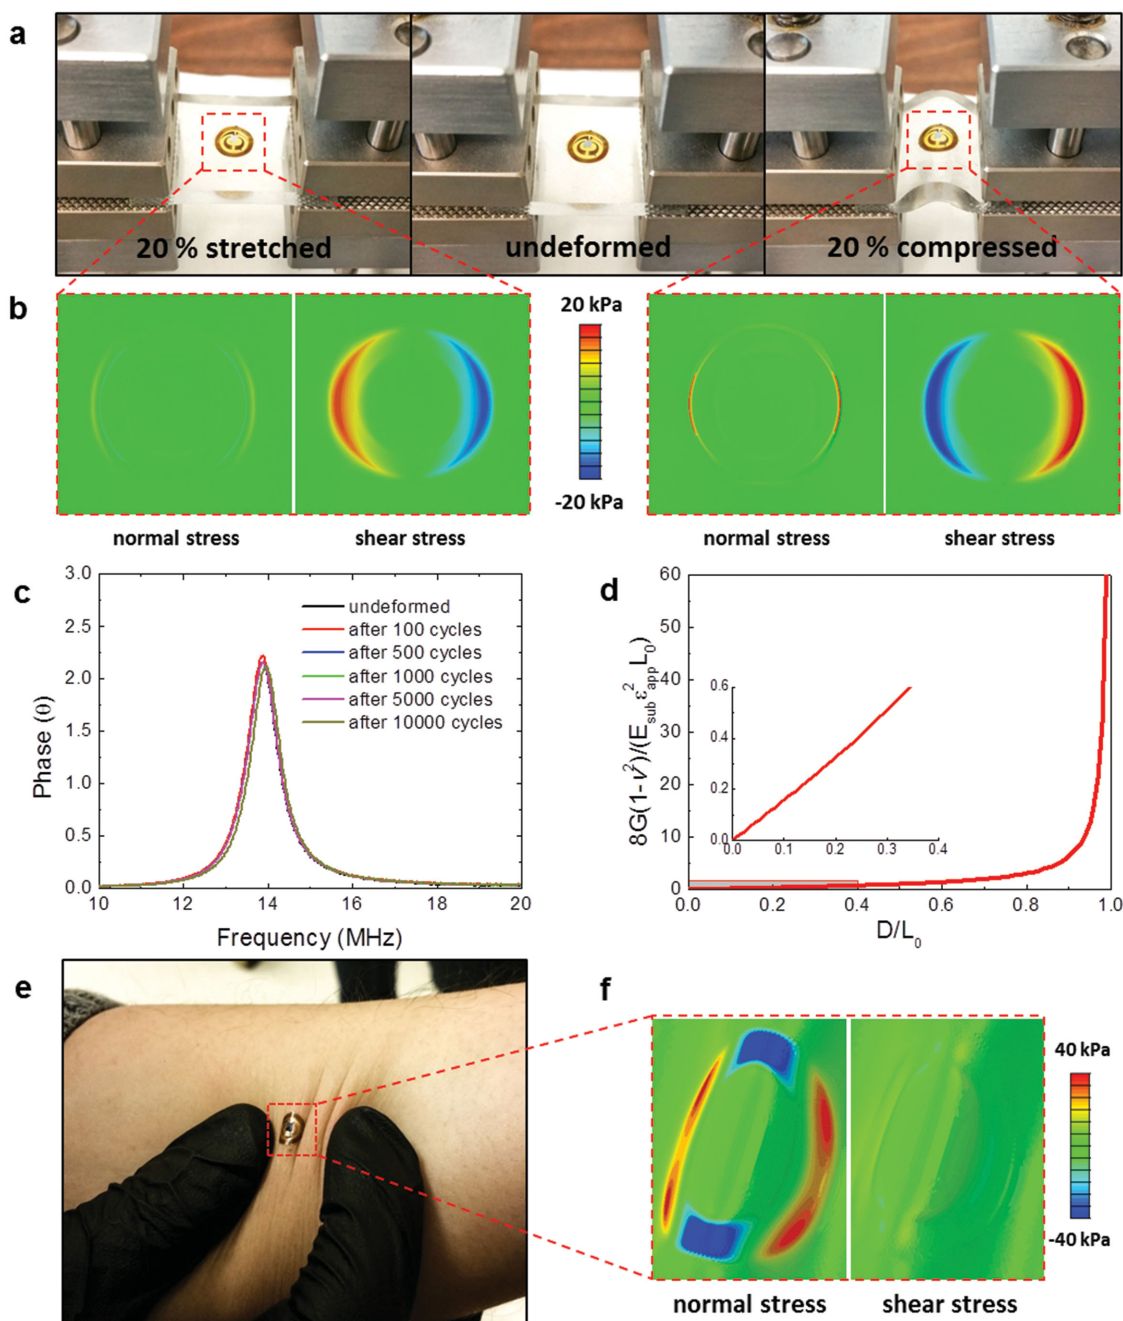 a
20 % stretched
undeformed
20 % compressed
b
20 kPa
-20 kPa
normal stress
shear stress
normal stress
shear stress
c
3.0
2.5
2.0
1.5
1.0
0.5
0.0
Phase (θ)
undeformed
after 100 cycles
after 500 cycles
after 1000 cycles
after 5000 cycles
after 10000 cycles
10 12 14 16 18 20
Frequency (MHz)
d
60
50
40
30
20
10
0
8G(1-ν²)/(E_sub ε²_app L₀)
0.6
0.4
0.2
0.0
0.0 0.1 0.2 0.3 0.4
0.0 0.2 0.4 0.6 0.8 1.0
D/L₀
e
f
40 kPa
-40 kPa
normal stress
shear stress